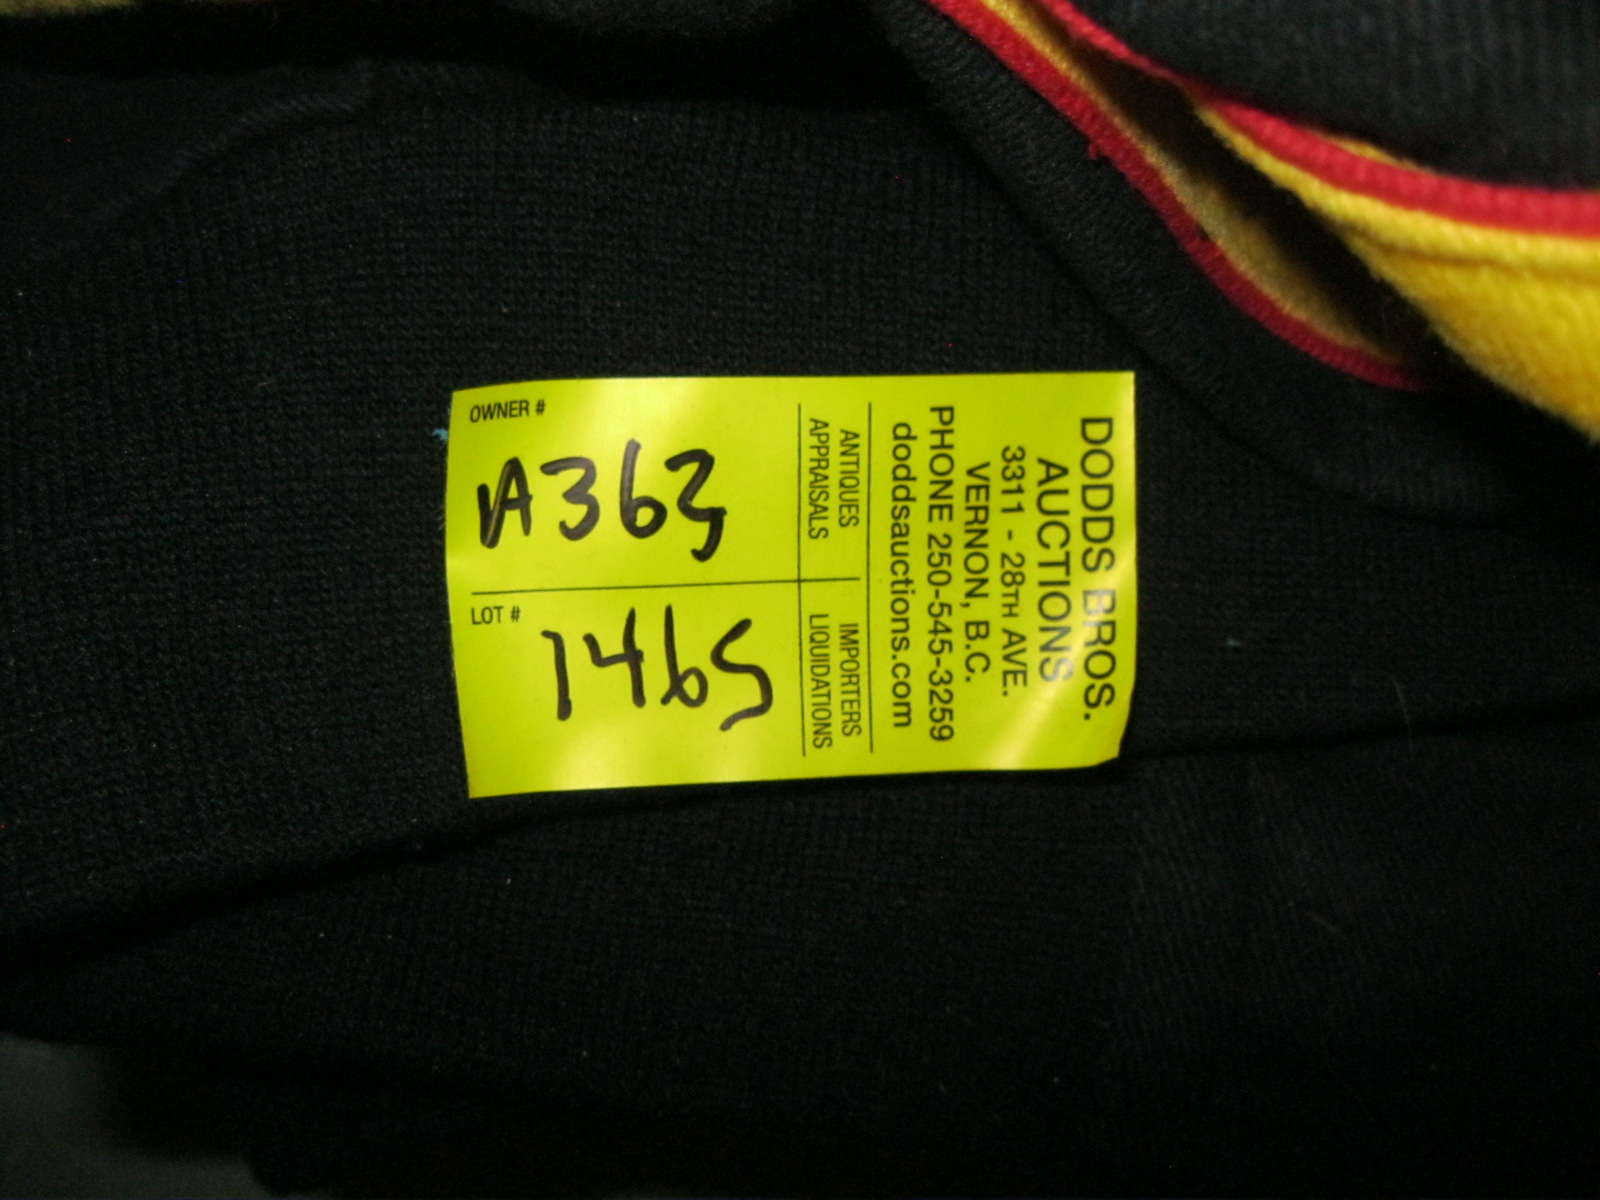 OWNER #
A363
LOT #
1465
ANTIQUES
APPRAISALS
IMPORTERS
LIQUIDATIONS
DODDS BROS.
AUCTIONS
3311 - 28TH AVE.
VERNON, B.C.
PHONE 250-545-3259
doddsauctions.com